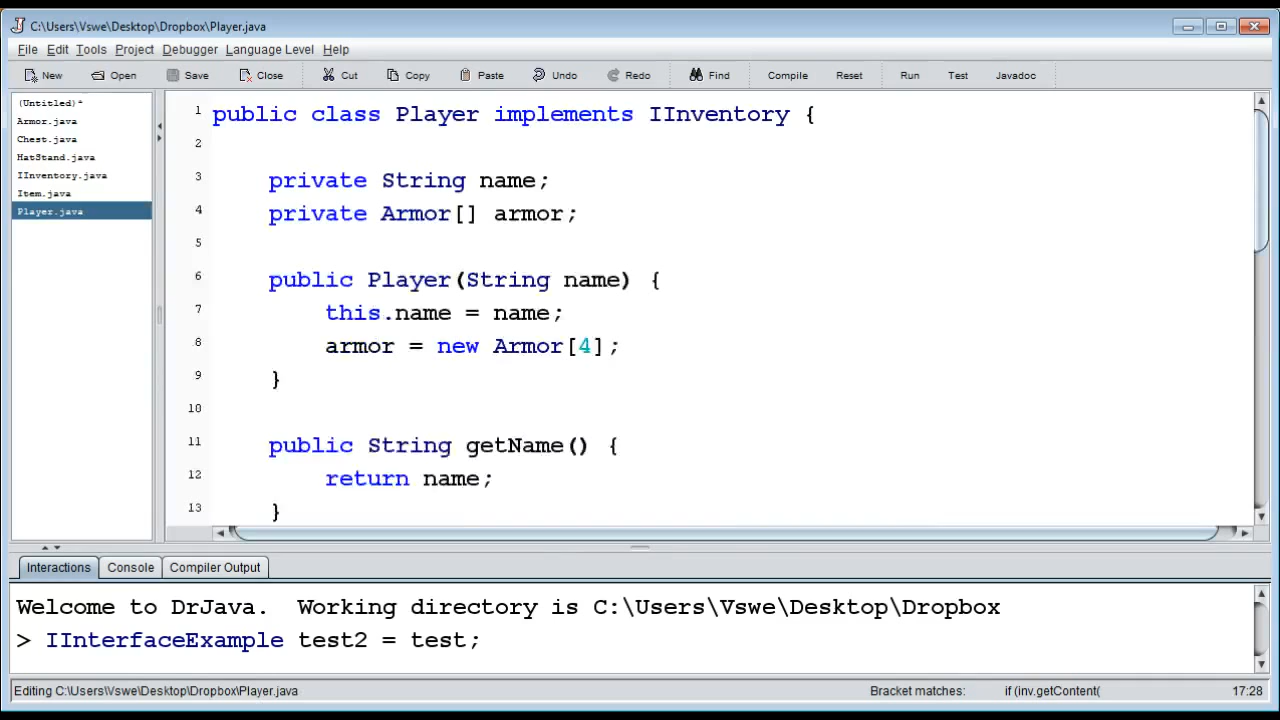 C:\Users\Vswe\Desktop\Dropbox\Player.java
File Edit Tools Project Debugger Language Level Help
New Open Save Close Cut Copy Paste Undo Redo Find Compile Reset Run Test Javadoc
(Untitled)*
Armor.java
Chest.java
HatStand.java
IInventory.java
Item.java
Player.java
1 public class Player implements IInventory {
2
3 private String name;
4 private Armor[] armor;
5
6 public Player(String name) {
7 this.name = name;
8 armor = new Armor[4];
9 }
10
11 public String getName() {
12 return name;
13 }
Interactions Console Compiler Output
Welcome to DrJava. Working directory is C:\Users\Vswe\Desktop\Dropbox
> IInterfaceExample test2 = test;
Editing C:\Users\Vswe\Desktop\Dropbox\Player.java Bracket matches: if (inv.getContent( 17:28